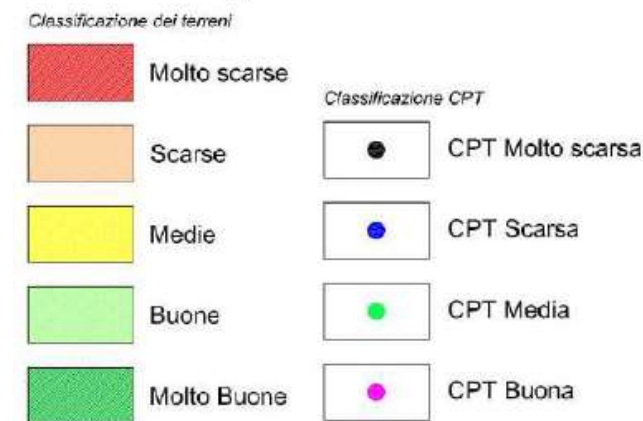 Classificazione dei terreni
Molto scarse
Scarse
Medie
Buone
Molto Buone
Classificazione CPT
CPT Molto scarsa
CPT Scarsa
CPT Media
CPT Buona